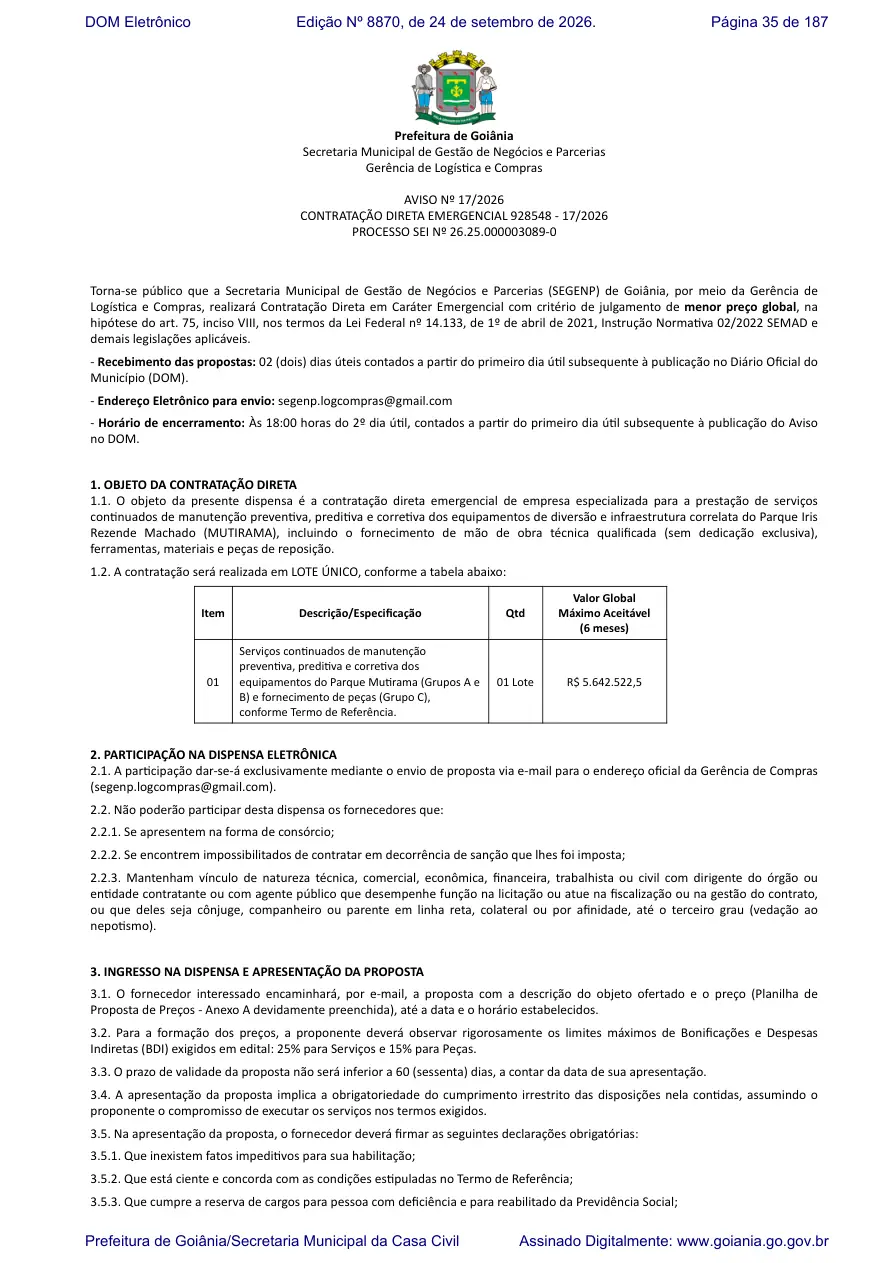 DOM Eletrônico Edição Nº 8870, de 24 de setembro de 2026. Página 35 de 187
Prefeitura de Goiânia
Secretaria Municipal de Gestão de Negócios e Parcerias
Gerência de Logística e Compras
AVISO Nº 17/2026
CONTRATAÇÃO DIRETA EMERGENCIAL 928548 - 17/2026
PROCESSO SEI Nº 26.25.000003089-0
Torna-se público que a Secretaria Municipal de Gestão de Negócios e Parcerias (SEGENP) de Goiânia, por meio da Gerência de
Logística e Compras, realizará Contratação Direta em Caráter Emergencial com critério de julgamento de menor preço global, na
hipótese do art. 75, inciso VIII, nos termos da Lei Federal nº 14.133, de 1º de abril de 2021, Instrução Normativa 02/2022 SEMAD e
demais legislações aplicáveis.
- Recebimento das propostas: 02 (dois) dias úteis contados a partir do primeiro dia útil subsequente à publicação no Diário Oficial do
Município (DOM).
- Endereço Eletrônico para envio: segenp.logcompras@gmail.com
- Horário de encerramento: Às 18:00 horas do 2º dia útil, contados a partir do primeiro dia útil subsequente à publicação do Aviso
no DOM.
1. OBJETO DA CONTRATAÇÃO DIRETA
1.1. O objeto da presente dispensa é a contratação direta emergencial de empresa especializada para a prestação de serviços
continuados de manutenção preventiva, preditiva e corretiva dos equipamentos de diversão e infraestrutura correlata do Parque Iris
Rezende Machado (MUTIRAMA), incluindo o fornecimento de mão de obra técnica qualificada (sem dedicação exclusiva),
ferramentas, materiais e peças de reposição.
1.2. A contratação será realizada em LOTE ÚNICO, conforme a tabela abaixo:
Item Descrição/Especificação Qtd Valor Global
Máximo Aceitável
(6 meses)
01 Serviços continuados de manutenção
preventiva, preditiva e corretiva dos
equipamentos do Parque Mutirama (Grupos A e
B) e fornecimento de peças (Grupo C),
conforme Termo de Referência. 01 Lote R$ 5.642.522,5
2. PARTICIPAÇÃO NA DISPENSA ELETRÔNICA
2.1. A participação dar-se-á exclusivamente mediante o envio de proposta via e-mail para o endereço oficial da Gerência de Compras
(segenp.logcompras@gmail.com).
2.2. Não poderão participar desta dispensa os fornecedores que:
2.2.1. Se apresentem na forma de consórcio;
2.2.2. Se encontrem impossibilitados de contratar em decorrência de sanção que lhes foi imposta;
2.2.3. Mantenham vínculo de natureza técnica, comercial, econômica, financeira, trabalhista ou civil com dirigente do órgão ou
entidade contratante ou com agente público que desempenhe função na licitação ou atue na fiscalização ou na gestão do contrato,
ou que deles seja cônjuge, companheiro ou parente em linha reta, colateral ou por afinidade, até o terceiro grau (vedação ao
nepotismo).
3. INGRESSO NA DISPENSA E APRESENTAÇÃO DA PROPOSTA
3.1. O fornecedor interessado encaminhará, por e-mail, a proposta com a descrição do objeto ofertado e o preço (Planilha de
Proposta de Preços - Anexo A devidamente preenchida), até a data e o horário estabelecidos.
3.2. Para a formação dos preços, a proponente deverá observar rigorosamente os limites máximos de Bonificações e Despesas
Indiretas (BDI) exigidos em edital: 25% para Serviços e 15% para Peças.
3.3. O prazo de validade da proposta não será inferior a 60 (sessenta) dias, a contar da data de sua apresentação.
3.4. A apresentação da proposta implica a obrigatoriedade do cumprimento irrestrito das disposições nela contidas, assumindo o
proponente o compromisso de executar os serviços nos termos exigidos.
3.5. Na apresentação da proposta, o fornecedor deverá firmar as seguintes declarações obrigatórias:
3.5.1. Que inexistem fatos impeditivos para sua habilitação;
3.5.2. Que está ciente e concorda com as condições estipuladas no Termo de Referência;
3.5.3. Que cumpre a reserva de cargos para pessoa com deficiência e para reabilitado da Previdência Social;
Prefeitura de Goiânia/Secretaria Municipal da Casa Civil Assinado Digitalmente: www.goiania.go.gov.br